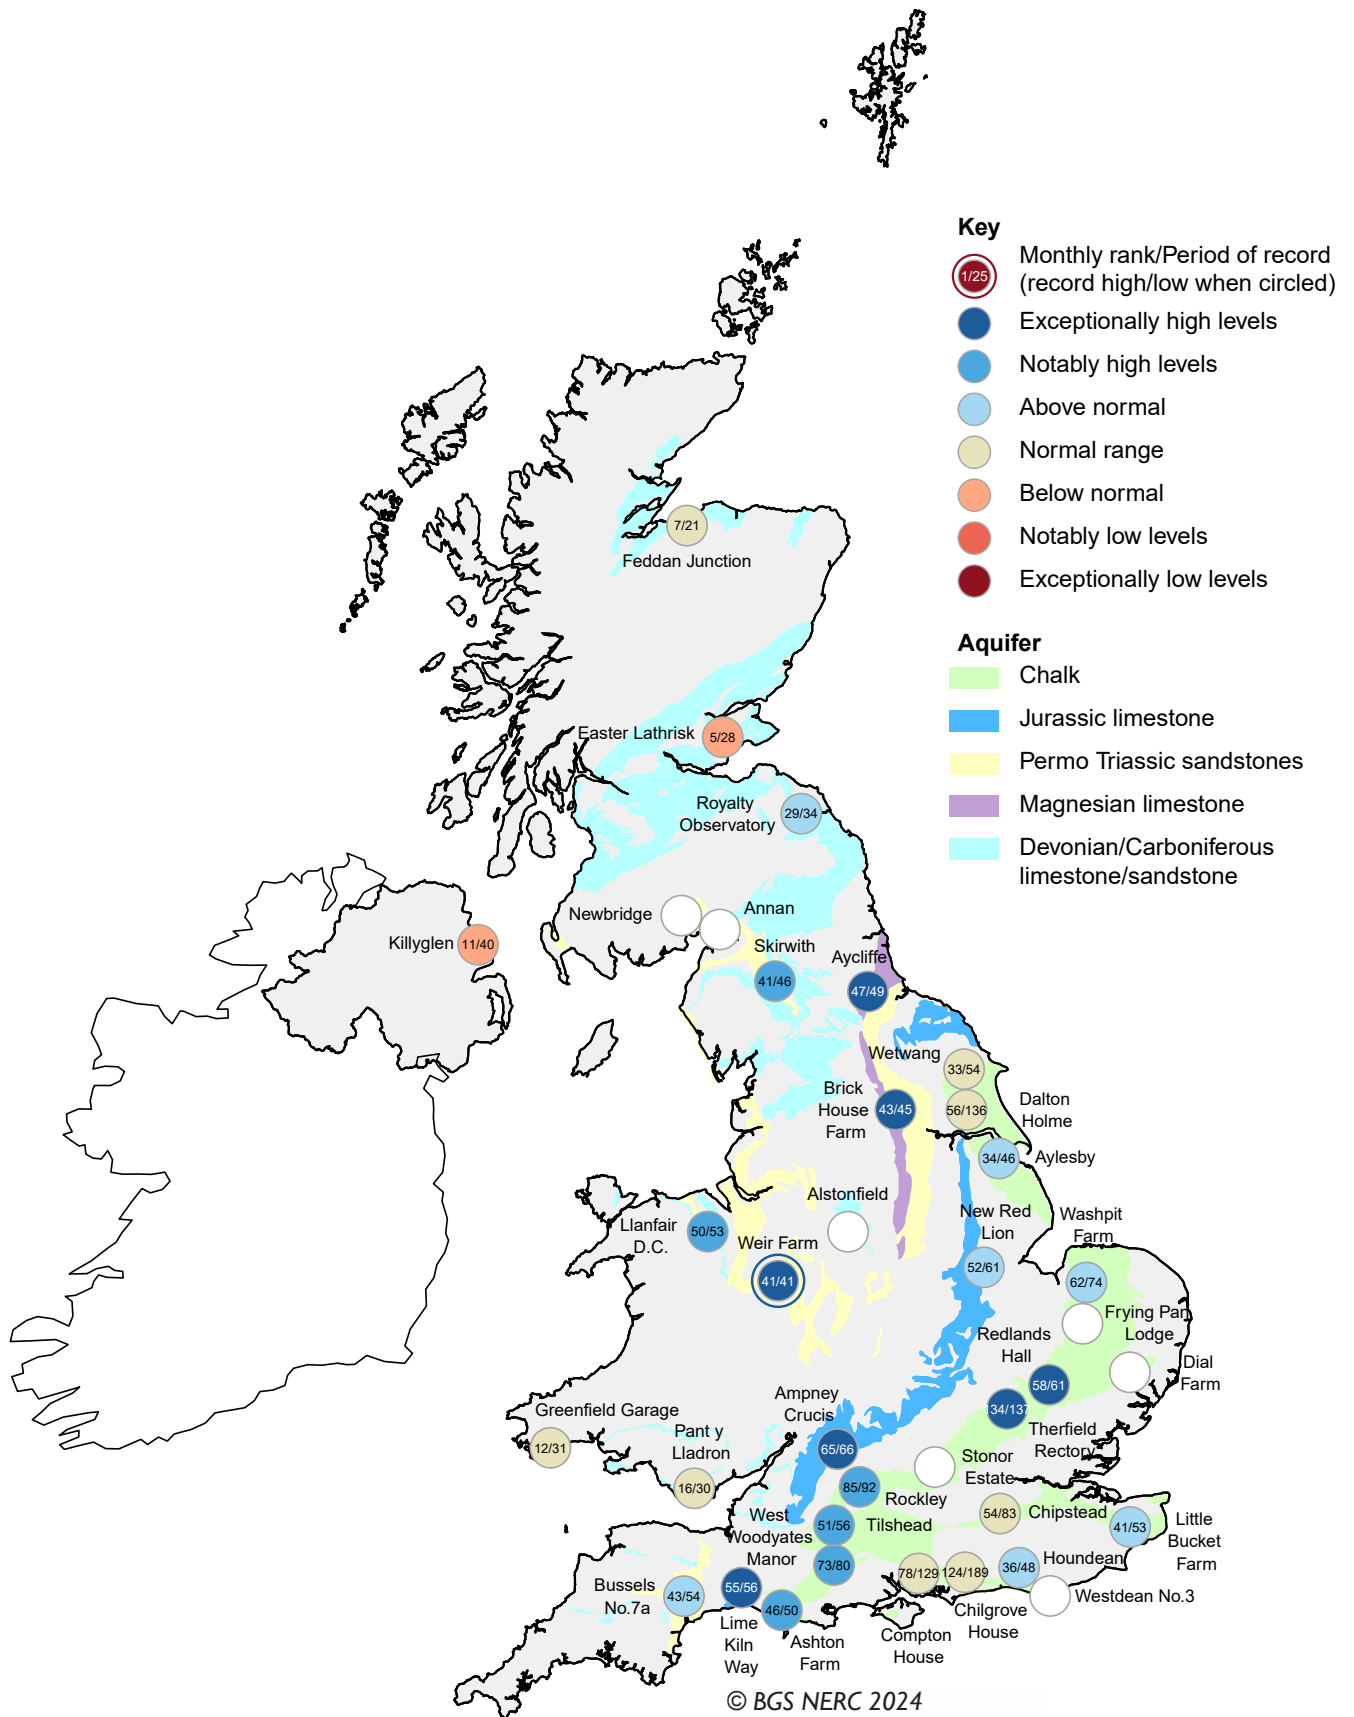 Key
1/25
Monthly rank/Period of record
(record high/low when circled)
Exceptionally high levels
Notably high levels
Above normal
Normal range
Below normal
Notably low levels
Exceptionally low levels
Aquifer
Chalk
Jurassic limestone
Permo Triassic sandstones
Magnesian limestone
Devonian/Carboniferous
limestone/sandstone
7/21
Feddan Junction
Easter Lathrisk
5/28
Royalty
Observatory
29/34
Newbridge
Annan
Killyglen
11/40
Skirwith
41/46
Aycliffe
47/49
Wetwang
33/54
Brick
House
Farm
43/45
56/136
Dalton
Holme
34/46
Aylesby
Alstonfield
Llanfair
D.C.
50/53
Weir Farm
41/41
New Red
Lion
52/61
Washpit
Farm
62/74
Frying Pan
Lodge
Redlands
Hall
58/61
Dial
Farm
134/137
Therfield
Rectory
Ampney
Crucis
65/66
Greenfield Garage
12/31
Pant y
Lladron
16/30
Stonor
Estate
85/92
Rockley
West
Woodyates
Manor
51/56
Tilshead
73/80
54/83
Chipstead
41/53
Little
Bucket
Farm
78/129
Compton
House
124/189
Chilgrove
House
36/48
Houndean
Westdean No.3
Bussels
No.7a
43/54
55/56
Lime
Kiln
Way
46/50
Ashton
Farm
© BGS NERC 2024